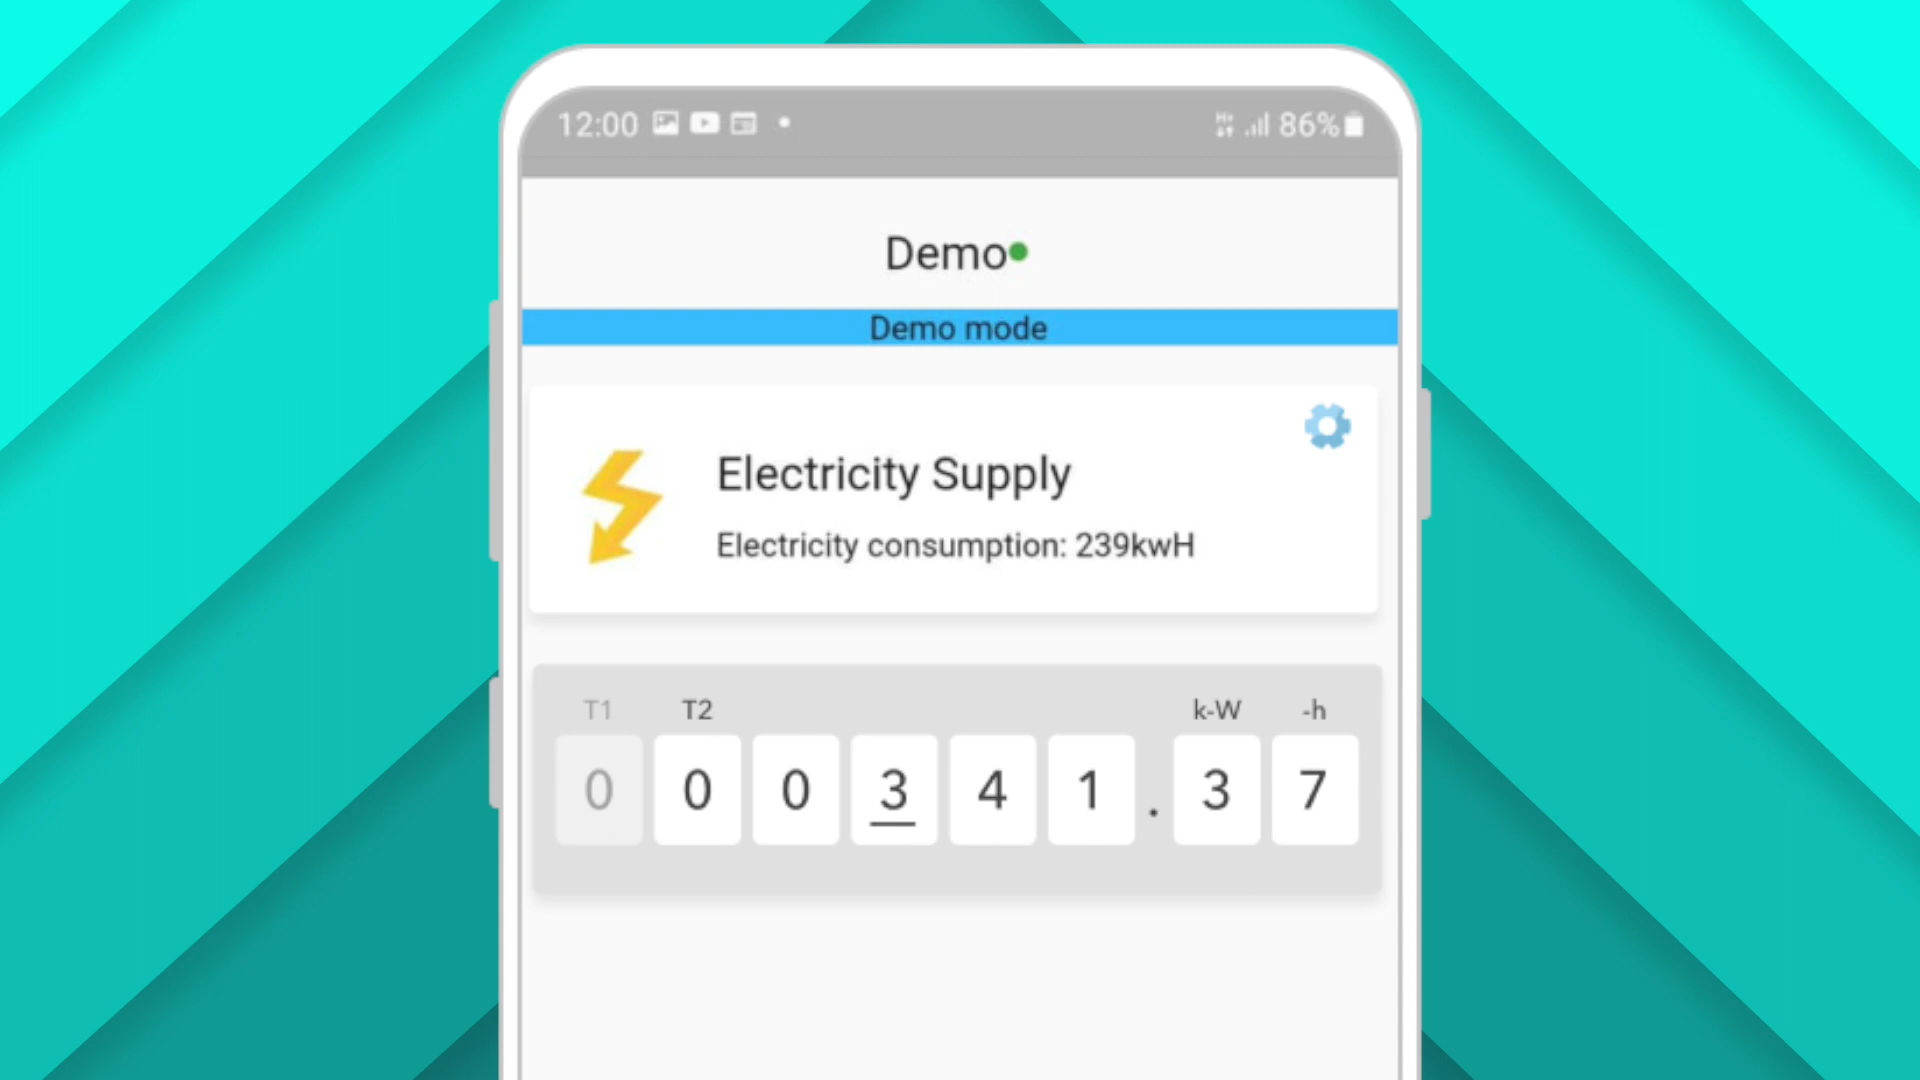 12:00 86%
Demo
Demo mode
Electricity Supply
Electricity consumption: 239kwH
T1 T2 k-W -h
0 0 0 3 4 1 . 3 7